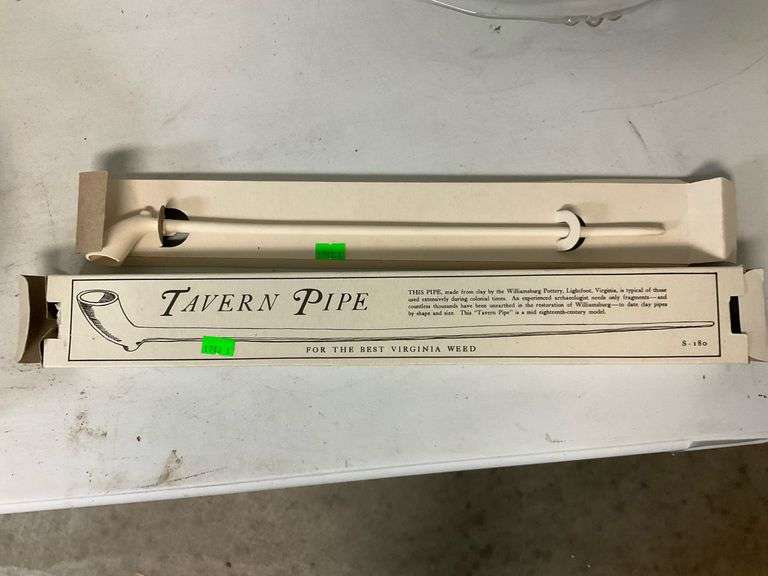 TAVERN PIPE
THIS PIPE, made from clay by the Williamsburg Pottery, Lightfoot, Virginia, is typical of those
used extensively during colonial times. An experienced archaeologist needs only fragments—and
countless thousands have been unearthed in the restoration of Williamsburg—to date clay pipes
by shape and size. This "Tavern Pipe" is a mid eighteenth-century model.
FOR THE BEST VIRGINIA WEED
S-180